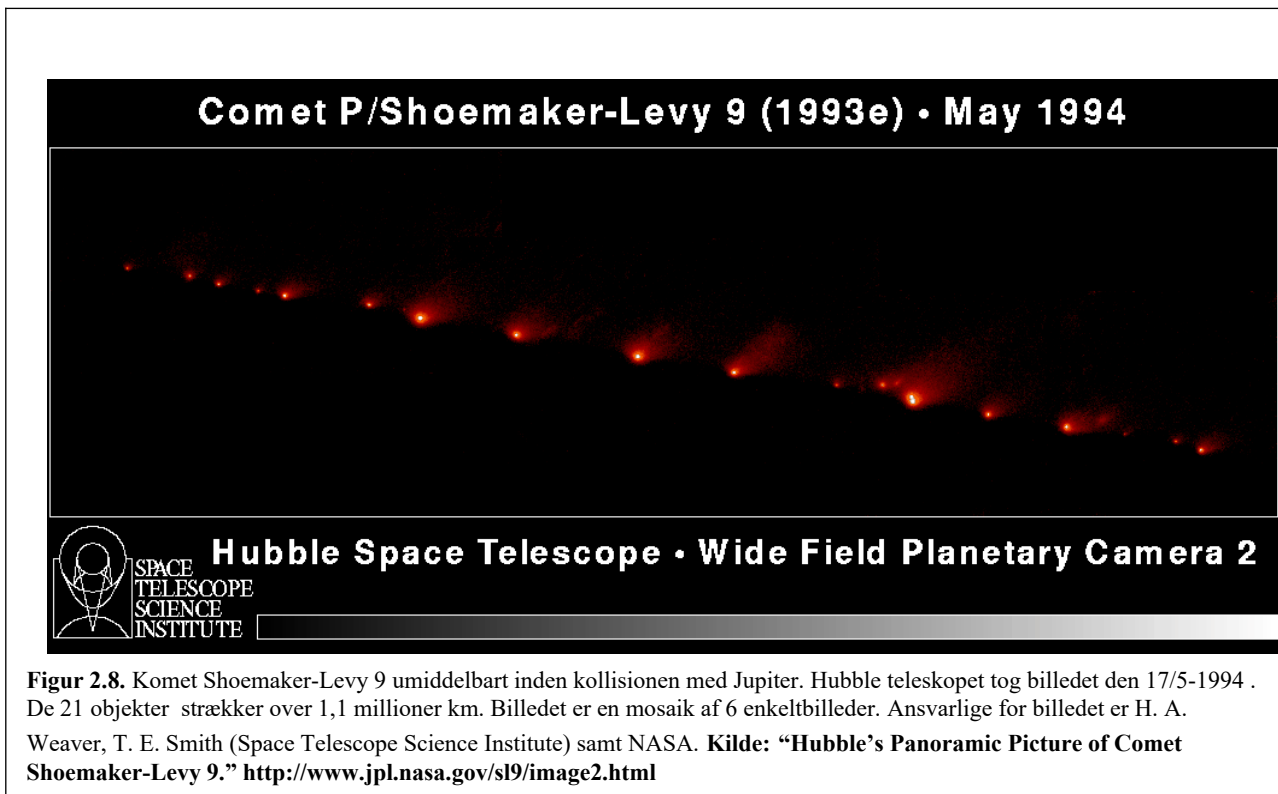 Comet P/Shoemaker-Levy 9 (1993e) • May 1994
Hubble Space Telescope • Wide Field Planetary Camera 2
SPACE
TELESCOPE
SCIENCE
INSTITUTE
Figur 2.8. Komet Shoemaker-Levy 9 umiddelbart inden kollisionen med Jupiter. Hubble teleskopet tog billedet den 17/5-1994 .
De 21 objekter strækker over 1,1 millioner km. Billedet er en mosaik af 6 enkeltbilleder. Ansvarlige for billedet er H. A.
Weaver, T. E. Smith (Space Telescope Science Institute) samt NASA. Kilde: “Hubble’s Panoramic Picture of Comet
Shoemaker-Levy 9.” http://www.jpl.nasa.gov/sl9/image2.html